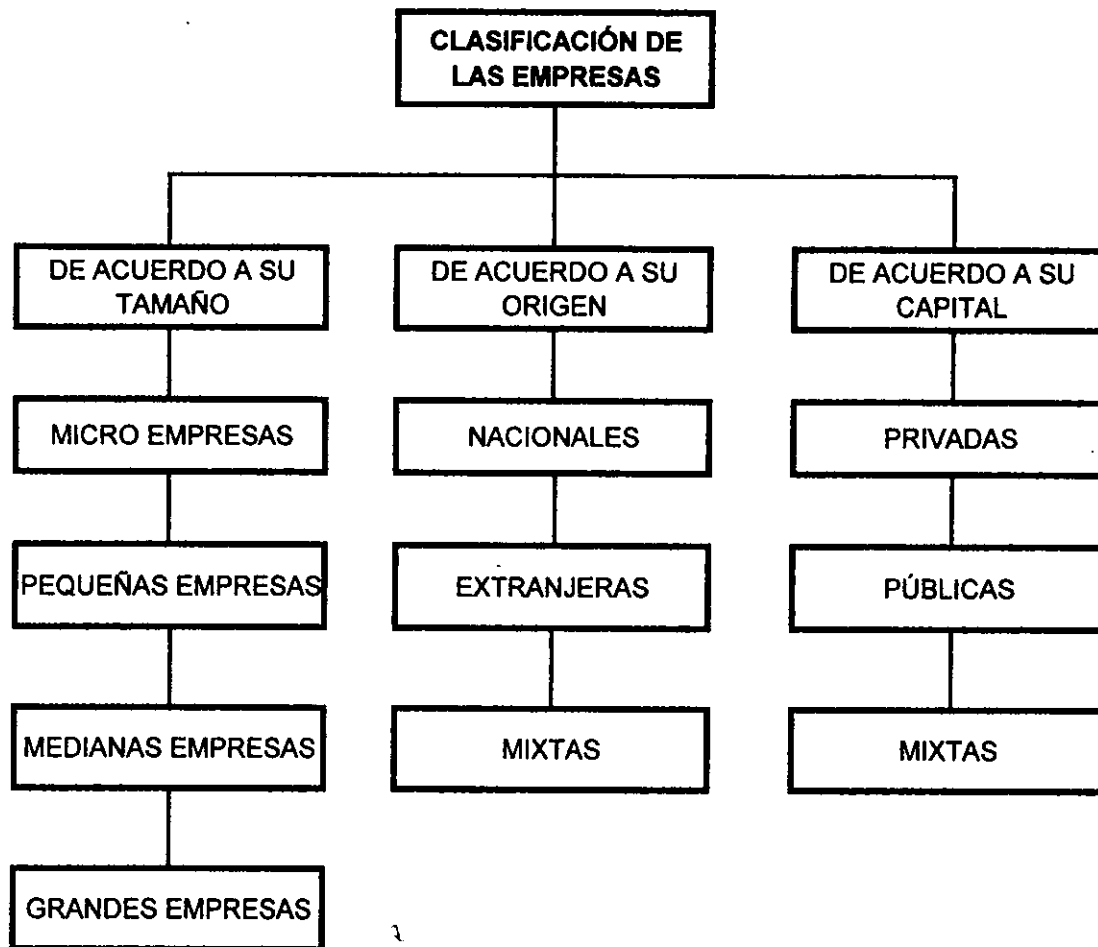 CLASIFICACIÓN DE
LAS EMPRESAS
DE ACUERDO A SU
TAMAÑO
MICRO EMPRESAS
PEQUEÑAS EMPRESAS
MEDIANAS EMPRESAS
GRANDES EMPRESAS
DE ACUERDO A SU
ORIGEN
NACIONALES
EXTRANJERAS
MIXTAS
DE ACUERDO A SU
CAPITAL
PRIVADAS
PÚBLICAS
MIXTAS